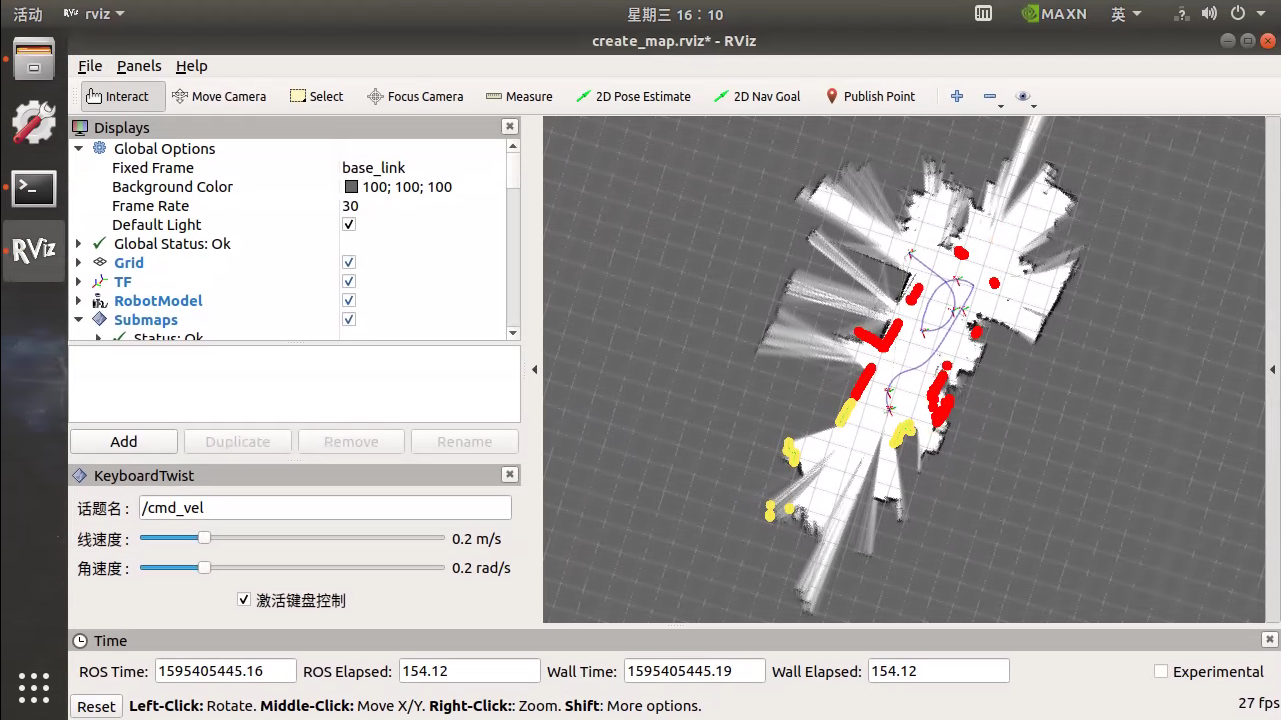 活动 rviz 星期三 16：10 MAXN 英
create_map.rviz* - RViz
File Panels Help
Interact Move Camera Select Focus Camera Measure 2D Pose Estimate 2D Nav Goal Publish Point
Displays
Global Options
Fixed Frame base_link
Background Color 100; 100; 100
Frame Rate 30
Default Light
Global Status: Ok
Grid
TF
RobotModel
Submaps
Status: Ok
RViz
Add Duplicate Remove Rename
KeyboardTwist
话题名： /cmd_vel
线速度： 0.2 m/s
角速度： 0.2 rad/s
激活键盘控制
Time
ROS Time: 1595405445.16 ROS Elapsed: 154.12 Wall Time: 1595405445.19 Wall Elapsed: 154.12 Experimental
Reset Left-Click: Rotate. Middle-Click: Move X/Y. Right-Click:: Zoom. Shift: More options. 27 fps